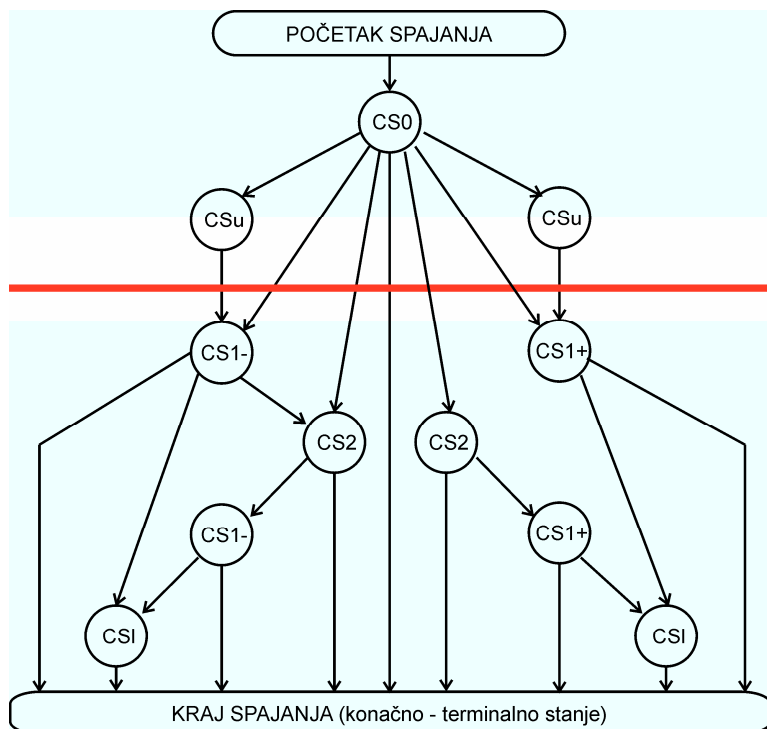 POČETAK SPAJANJA
CS0
CSu
CSu
CS1-
CS1+
CS2
CS2
CS1-
CS1+
CSI
CSI
KRAJ SPAJANJA (konačno - terminalno stanje)